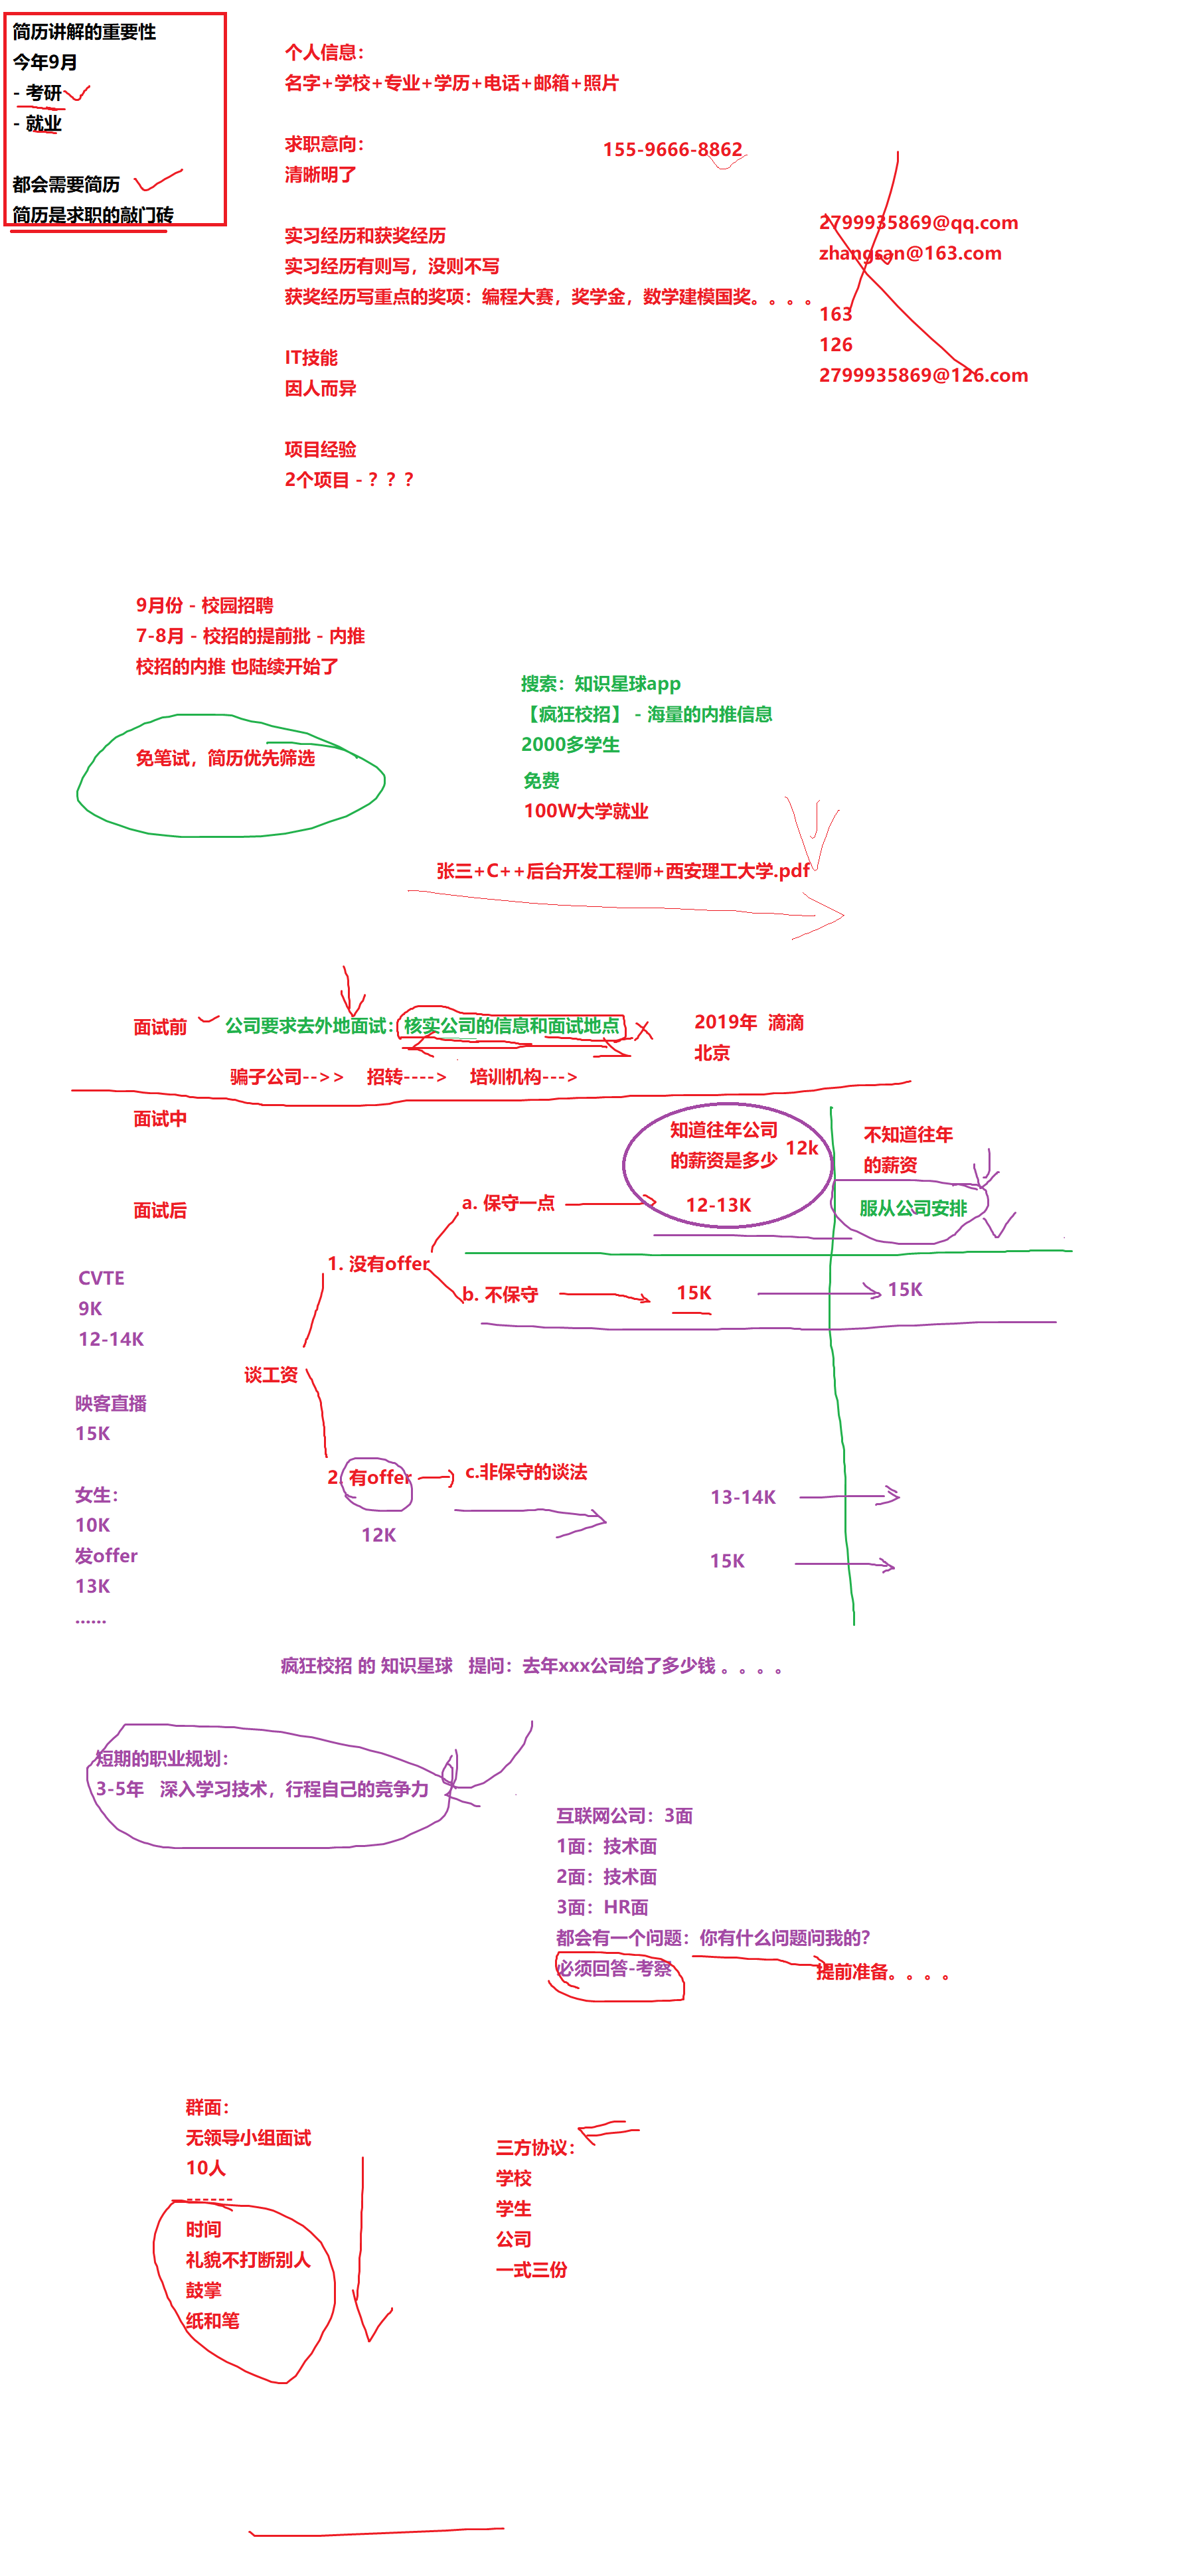 简历讲解的重要性
今年9月
- 考研
- 就业
都会需要简历
简历是求职的敲门砖
个人信息：
名字+学校+专业+学历+电话+邮箱+照片
求职意向：
清晰明了
155-9666-8862
2799935869@qq.com
zhangsan@163.com
163
126
2799935869@126.com
实习经历和获奖经历
实习经历有则写，没则不写
获奖经历写重点的奖项：编程大赛，奖学金，数学建模国奖。。。。
IT技能
因人而异
项目经验
2个项目 - ？？？
9月份 - 校园招聘
7-8月 - 校招的提前批 - 内推
校招的内推 也陆续开始了
免笔试，简历优先筛选
搜索：知识星球app
【疯狂校招】 - 海量的内推信息
2000多学生
免费
100W大学就业
张三+C++后台开发工程师+西安理工大学.pdf
面试前
公司要求去外地面试：核实公司的信息和面试地点
2019年 滴滴
北京
骗子公司-->> 招转----> 培训机构--->
面试中
面试后
知道往年公司
的薪资是多少
12k
12-13K
不知道往年
的薪资
服从公司安排
a. 保守一点
1. 没有offer
b. 不保守
15K
15K
CVTE
9K
12-14K
谈工资
映客直播
15K
2. 有offer
c.非保守的谈法
12K
13-14K
15K
女生：
10K
发offer
13K
......
疯狂校招 的 知识星球 提问：去年xxx公司给了多少钱 。。。。
短期的职业规划：
3-5年 深入学习技术，行程自己的竞争力
互联网公司：3面
1面：技术面
2面：技术面
3面：HR面
都会有一个问题：你有什么问题问我的？
必须回答-考察
提前准备。。。。
群面：
无领导小组面试
10人
------
时间
礼貌不打断别人
鼓掌
纸和笔
三方协议：
学校
学生
公司
一式三份